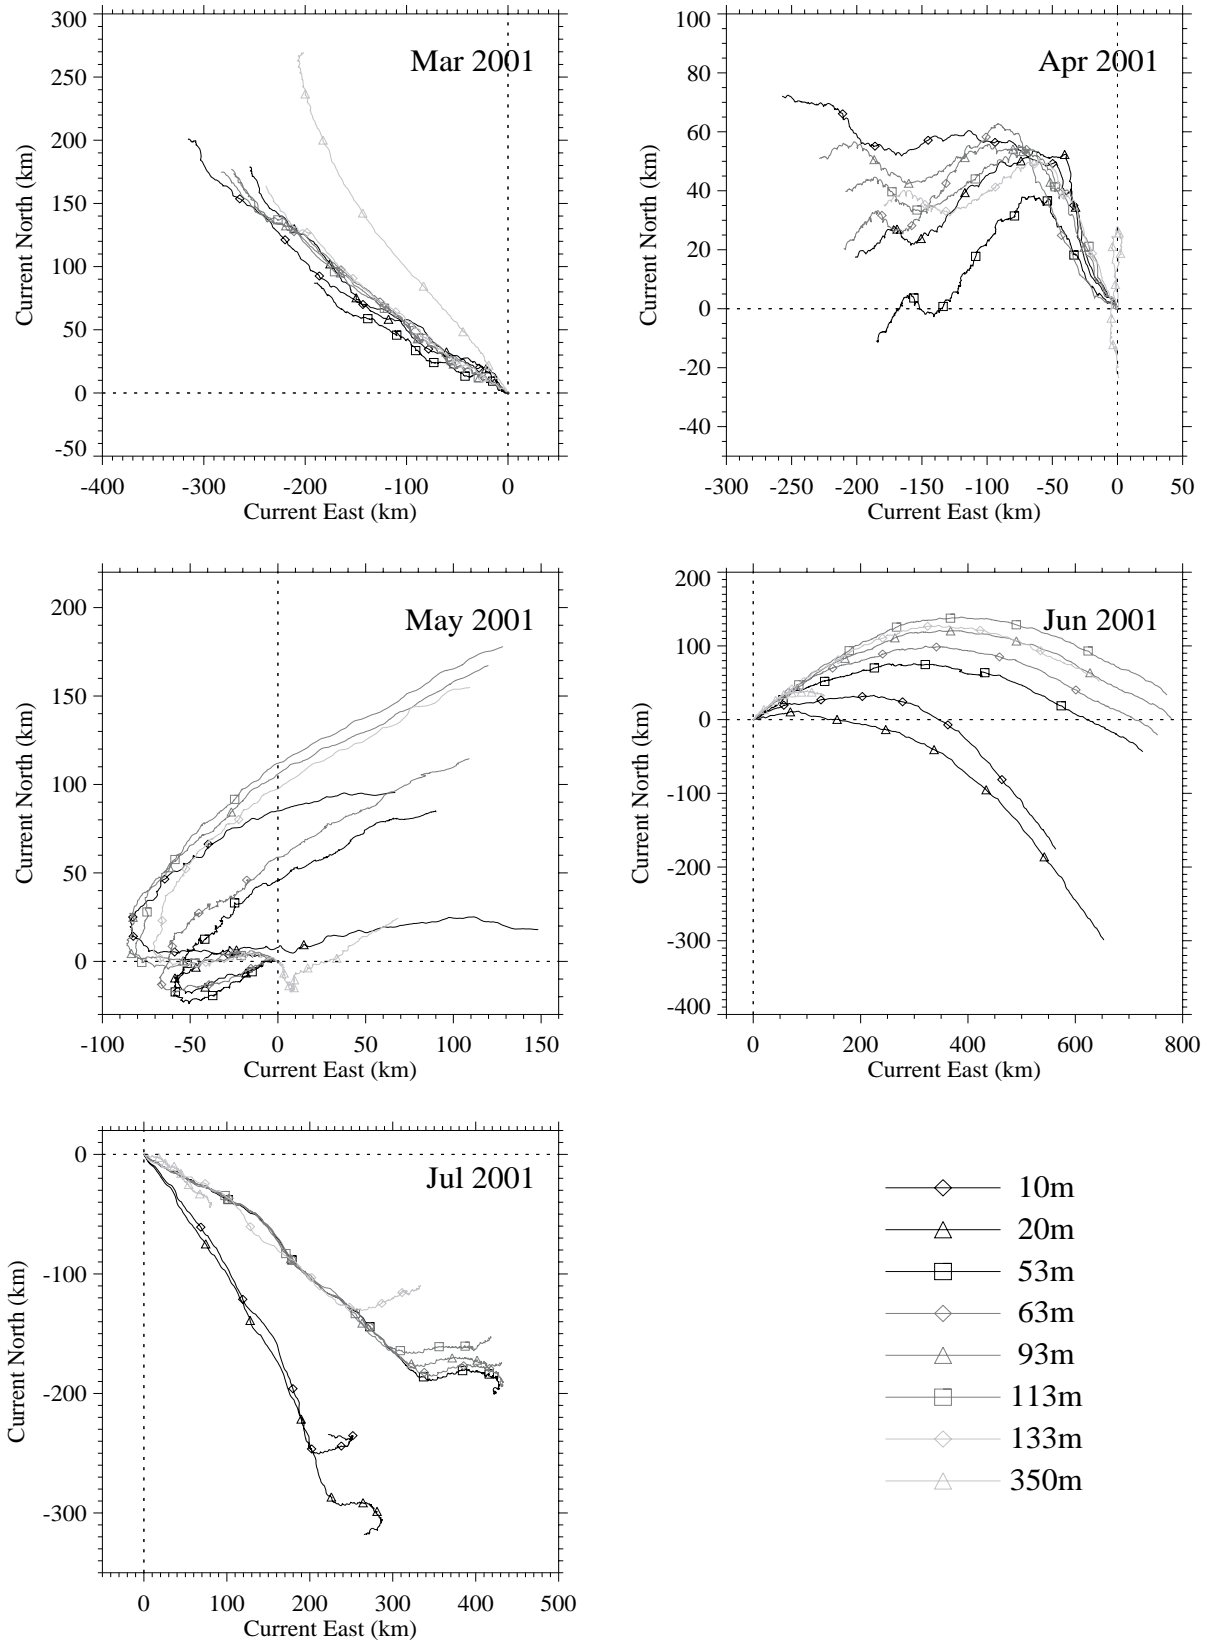 Mar 2001
300
250
200
150
100
50
0
-50
Current North (km)
-400 -300 -200 -100 0
Current East (km)
Apr 2001
100
80
60
40
20
0
-20
-40
Current North (km)
-300 -250 -200 -150 -100 -50 0 50
Current East (km)
May 2001
200
150
100
50
0
Current North (km)
-100 -50 0 50 100 150
Current East (km)
Jun 2001
200
100
0
-100
-200
-300
-400
Current North (km)
0 200 400 600 800
Current East (km)
Jul 2001
0
-100
-200
-300
Current North (km)
0 100 200 300 400 500
Current East (km)
10m
20m
53m
63m
93m
113m
133m
350m